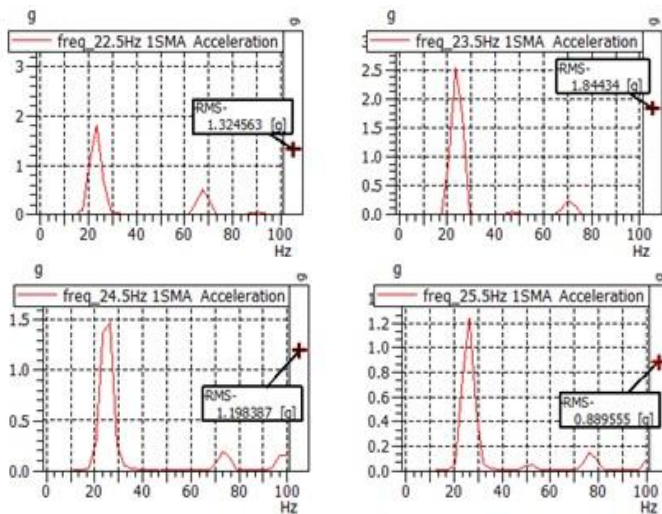 g
g
freq_22.5Hz 1SMA Acceleration
3
2
1
0
RMS-
1.324563 [g]
0 20 40 60 80 100
Hz
g
g
freq_23.5Hz 1SMA Acceleration
2.5
2.0
1.5
1.0
0.5
0.0
RMS-
1.84434 [g]
0 20 40 60 80 100
Hz
g
g
freq_24.5Hz 1SMA Acceleration
1.5
1.0
0.5
0.0
RMS-
1.198387 [g]
0 20 40 60 80 100
Hz
g
g
freq_25.5Hz 1SMA Acceleration
1.2
1.0
0.8
0.6
0.4
0.2
0.0
RMS-
0.889555 [g]
0 20 40 60 80 100
Hz